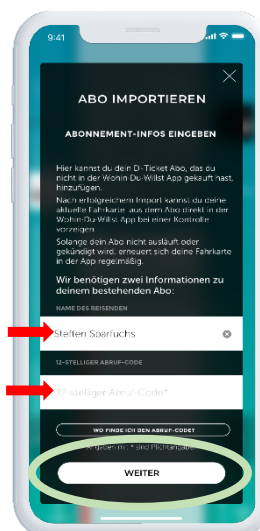 9:41
ABO IMPORTIEREN
ABONNEMENT-INFOS EINGEBEN
Hier kannst du dein D-Ticket Abo, das du
nicht in der Wohin-Du-Willst App gekauft hast,
hinzufügen.
Nach erfolgreichem Import kannst du deine
aktuelle Fahrkarte aus dem Abo direkt in der
Wohin-Du-Willst App bei einer Kontrolle
vorzeigen.
Solange dein Abo nicht ausläuft oder
gekündigt wird, erneuert sich deine Fahrkarte
in der App regelmäßig.
Wir benötigen zwei Informationen zu
deinem bestehenden Abo:
NAME DES REISENDEN
Steffen Sparfuchs
12-STELLIGER ABRUF-CODE
12-stelliger Abruf-Code*
WO FINDE ICH DEN ABRUF-CODE?
mit * sind Pflichtangaben
WEITER